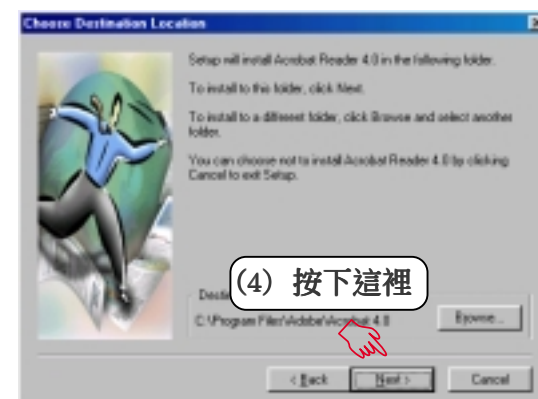 Choose Destination Location
Setup will install Acrobat Reader 4.0 in the following folder.
To install to this folder, click Next.
To install to a different folder, click Browse and select another
folder.
You can choose not to install Acrobat Reader 4.0 by clicking
Cancel to exit Setup.
(4) 按下這裡
Desti
C:\Program Files\Adobe\Acrobat 4.0
Browse...
< Back
Next >
Cancel